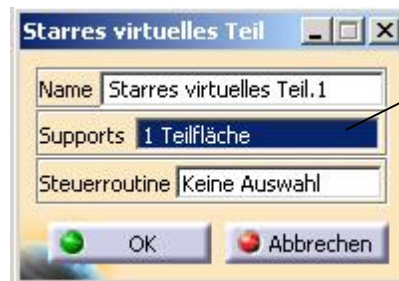 Starres virtuelles Teil
Name Starres virtuelles Teil.1
Supports 1 Teilfläche
Steuerroutine Keine Auswahl
OK Abbrechen